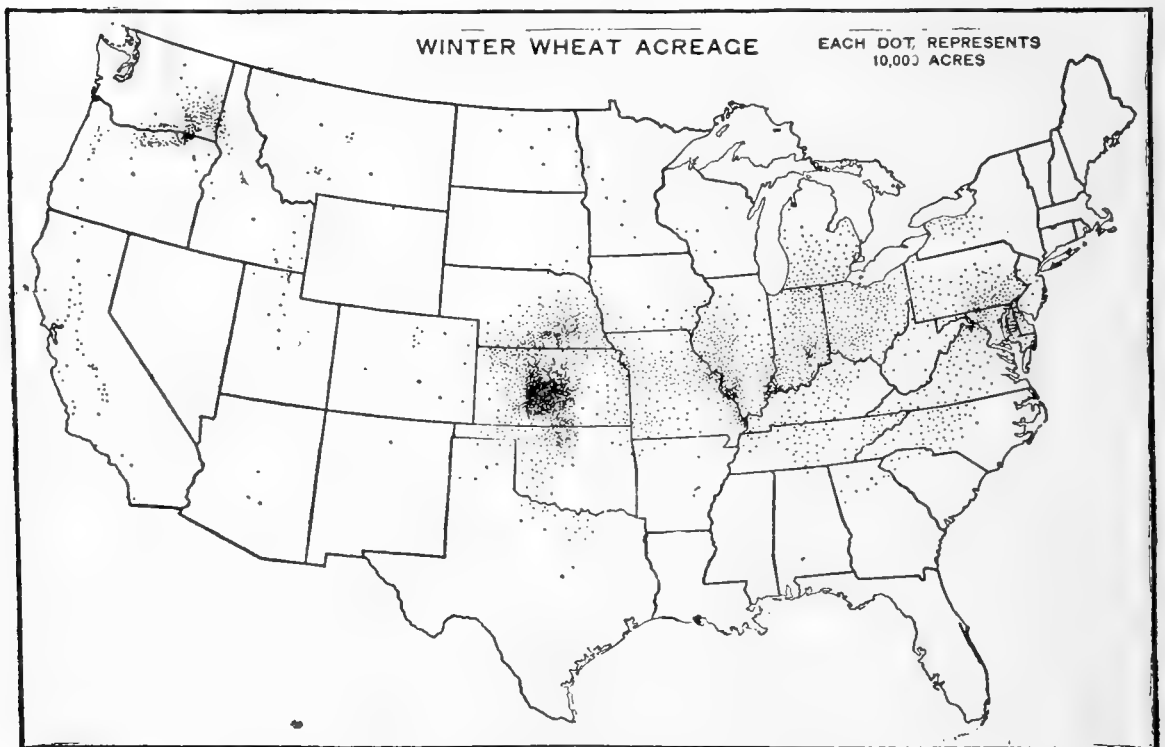 WINTER WHEAT ACREAGE
EACH DOT, REPRESENTS
10,000 ACRES